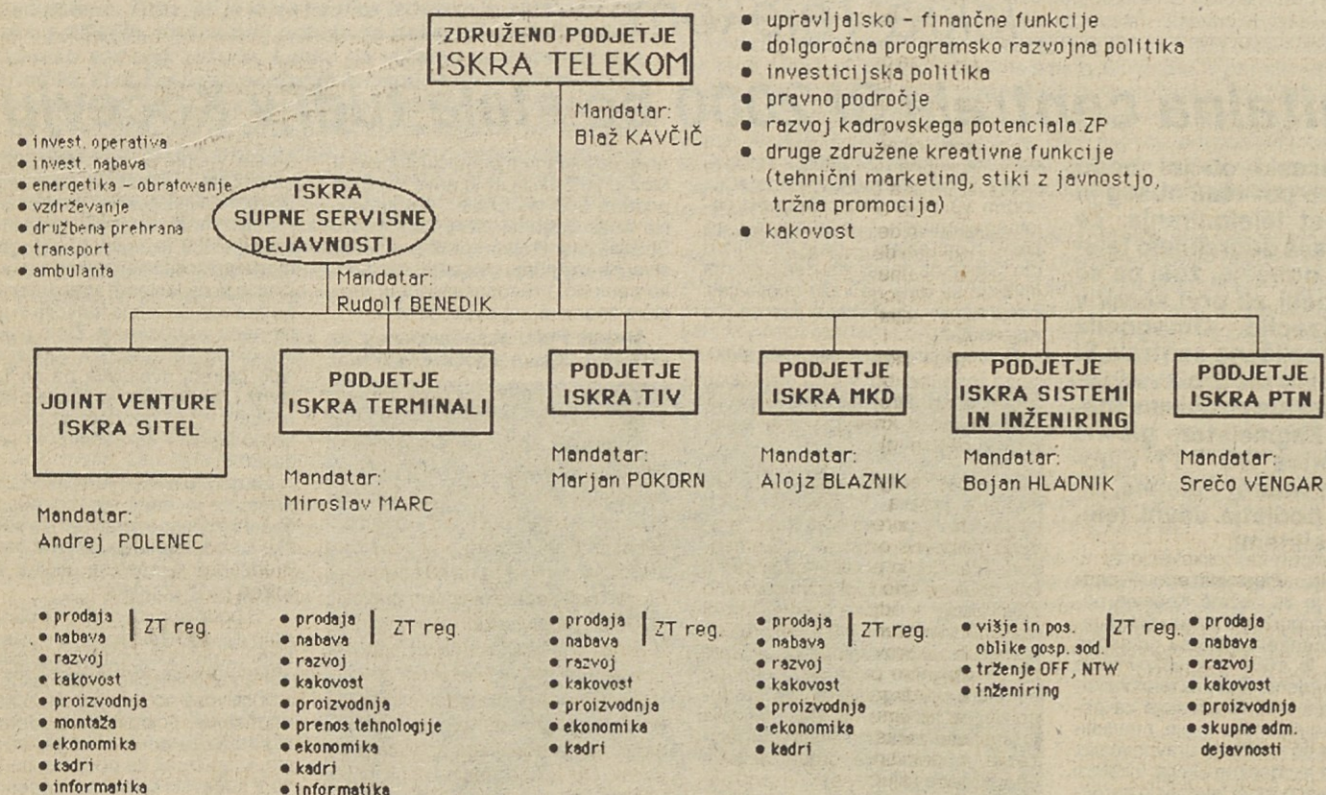 ZDRUŽENO PODJETJE
ISKRA TELEKOM
Mandatar:
Blaž KAVČIČ
• upravljalsko – finančne funkcije
• dolgoročna programsko razvojna politika
• investicijska politika
• pravno področje
• razvoj kadrovskega potenciala ZP
• druge združene kreativne funkcije
(tehnični marketing, stiki z javnostjo,
tržna promocija)
• kakovost
• invest. operativa
• invest. nabava
• energetika – obratovanje
• vzdrževanje
• družbena prehrana
• transport
• ambulanta
ISKRA
SUPNE SERVISNE
DEJAVNOSTI
Mandatar:
Rudolf BENEDIK
JOINT VENTURE
ISKRA SITEL
Mandatar:
Andrej POLENEC
• prodaja
• nabava
ZT reg.
• razvoj
• kakovost
• proizvodnja
• montaža
• ekonomika
• kadri
• informatika
PODJETJE
ISKRA TERMINALI
Mandatar:
Miroslav MARC
• prodaja
• nabava
ZT reg
• razvoj
• kakovost
• proizvodnja
• prenos tehnologije
• ekonomika
• kadri
• informatika
PODJETJE
ISKRA TIV
Mandatar:
Marjan POKORN
• prodaja
• nabava
ZT reg.
• razvoj
• kakovost
• proizvodnja
• ekonomika
• kadri
PODJETJE
ISKRA MKD
Mandatar:
Alojz BLAZNIK
• prodaja
• nabava
ZT reg.
• razvoj
• kakovost
• proizvodnja
• ekonomika
• kadri
PODJETJE
ISKRA SISTEMI
IN INŽENIRING
Mandatar:
Bojan HLADNIK
• višje in pos.
oblike gosp. sod.
ZT reg.
• trženje OFF, NTW
• inženiring
PODJETJE
ISKRA PTN
Mandatar:
Srečo VENGAR
• prodaja
• nabava
• razvoj
• kakovost
• proizvodnja
• skupne adm.
dejavnosti